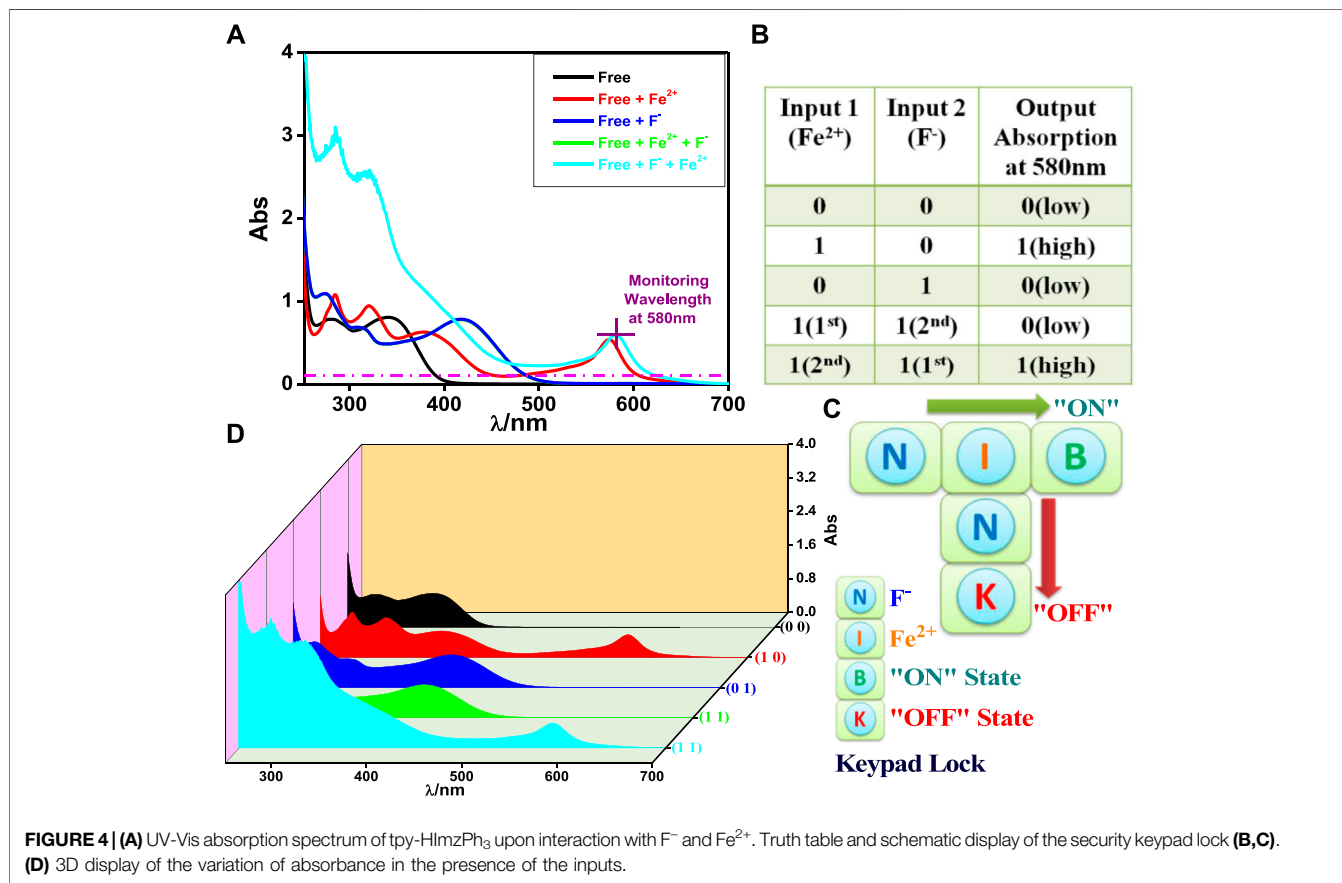 A
4
3
2
1
0
Abs
300
400
500
600
700
λ/nm
Free
Free + Fe²⁺
Free + F⁻
Free + Fe²⁺ + F⁻
Free + F⁻ + Fe²⁺
Monitoring
Wavelength
at 580nm
B
Input 1
(Fe²⁺)
Input 2
(F⁻)
Output
Absorption
at 580nm
0 0 0(low)
1 0 1(high)
0 1 0(low)
1(1ˢᵗ) 1(2ⁿᵈ) 0(low)
1(2ⁿᵈ) 1(1ˢᵗ) 1(high)
C
"ON"
N I B
N
K
"OFF"
N F⁻
I Fe²⁺
B "ON" State
K "OFF" State
Keypad Lock
D
4.0
3.2
2.4
1.6
0.8
0.0
Abs
(0 0)
(1 0)
(0 1)
(1 1)
(1 1)
300
400
500
600
700
λ/nm
FIGURE 4 | (A) UV-Vis absorption spectrum of tpy-HImzPh₃ upon interaction with F⁻ and Fe²⁺. Truth table and schematic display of the security keypad lock (B,C).
(D) 3D display of the variation of absorbance in the presence of the inputs.